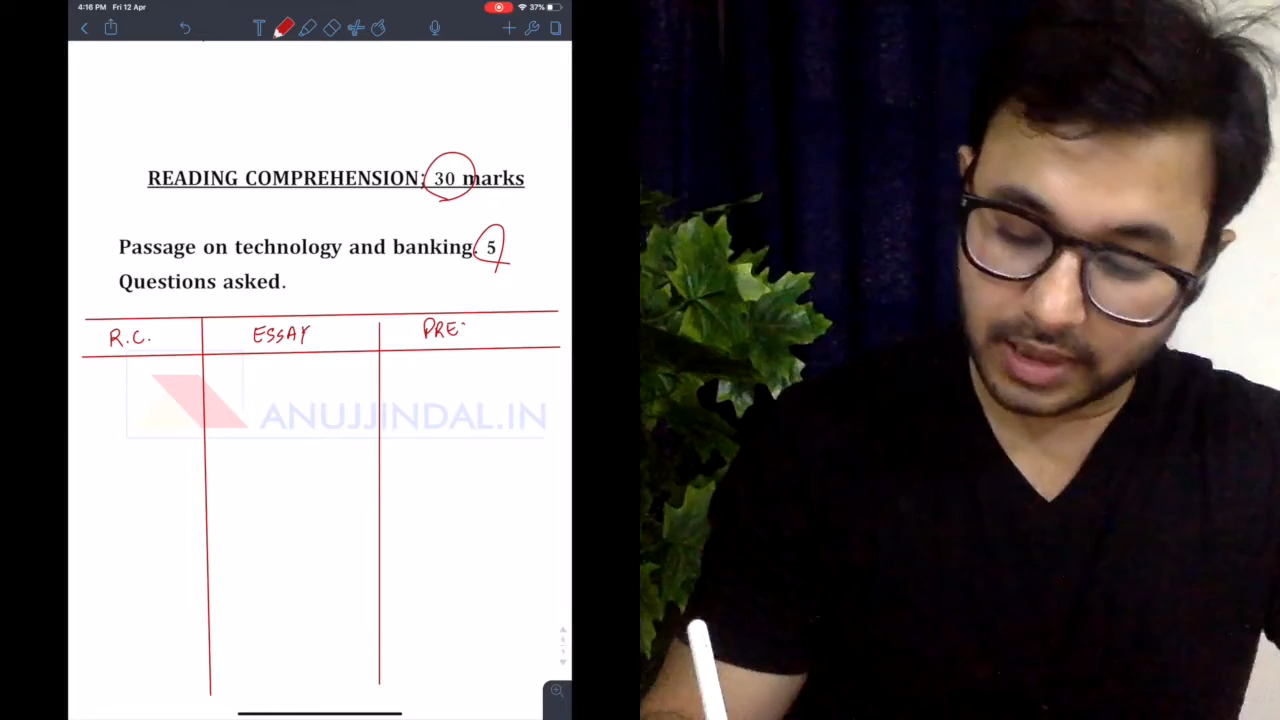 4:16 PM Fri 12 Apr
37%
T
READING COMPREHENSION; 30 marks
Passage on technology and banking. 5
Questions asked.
R.C. ESSAY PRE
ANUJJINDAL.IN